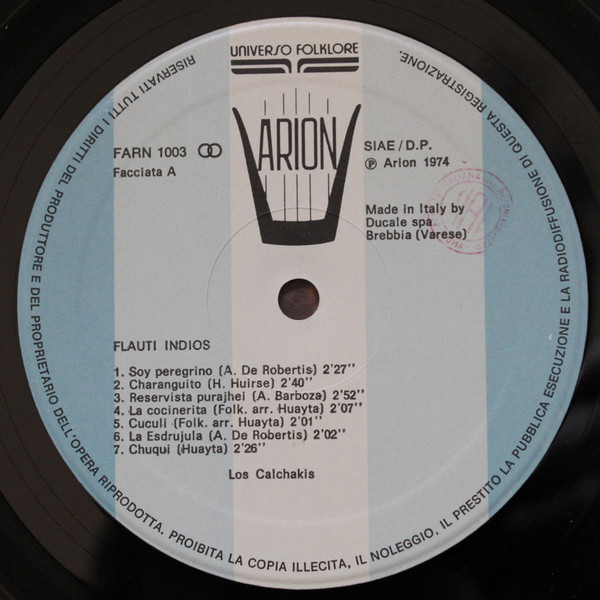 UNIVERSO FOLKLORE
ARION
FARN 1003
Facciata A
SIAE/D.P.
Ⓟ Arion 1974
Made in Italy by
Ducale spa
Brebbia (Varese)
FLAUTI INDIOS
1. Soy peregrino (A. De Robertis) 2'27''
2. Charanguito (H. Huirse) 2'40''
3. Reservista purajhei (A. Barboza) 2'52''
4. La cocinerita (Folk. arr. Huayta) 2'07''
5. Cuculi (Folk. arr. Huayta) 2'01''
6. La Esdrujula (A. De Robertis) 2'02''
7. Chuqui (Huayta) 2'26''
Los Calchakis
RISERVATI TUTTI I DIRITTI DEL PRODUTTORE E DEL PROPRIETARIO DELL'OPERA RIPRODOTTA. PROIBITA LA COPIA ILLECITA, IL NOLEGGIO, IL PRESTITO LA PUBBLICA ESECUZIONE E LA RADIODIFFUSIONE DI QUESTA REGISTRAZIONE.